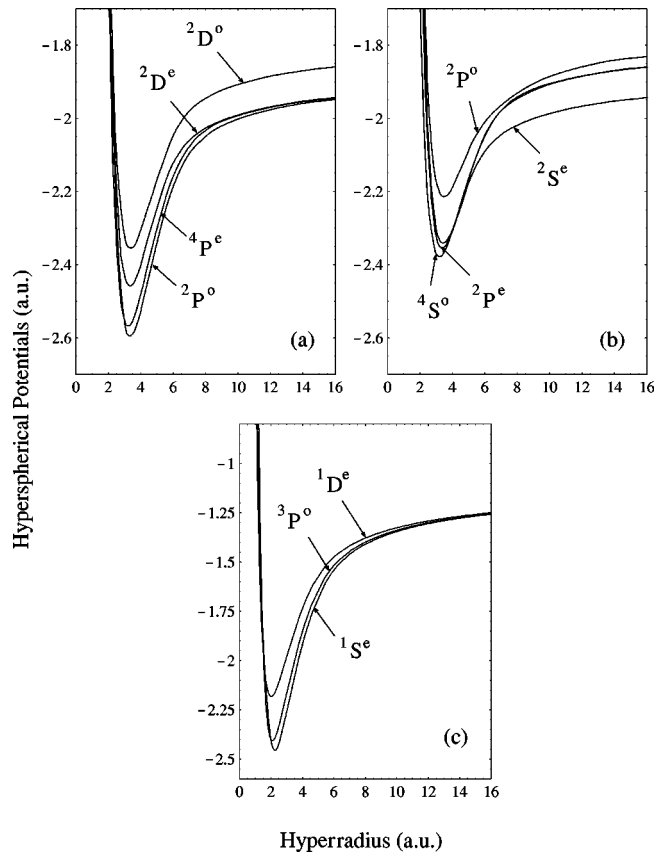 Hyperspherical Potentials (a.u.)
-1.8
-2
-2.2
-2.4
-2.6
²Dᵒ
²Dᵉ
⁴Pᵉ
²Pᵒ
(a)
0 2 4 6 8 10 12 14 16
-1.8
-2
-2.2
-2.4
-2.6
²Pᵒ
²Sᵉ
²Pᵉ
⁴Sᵒ
(b)
0 2 4 6 8 10 12 14 16
-1
-1.25
-1.5
-1.75
-2
-2.25
-2.5
¹Dᵉ
³Pᵒ
¹Sᵉ
(c)
0 2 4 6 8 10 12 14 16
Hyperradius (a.u.)